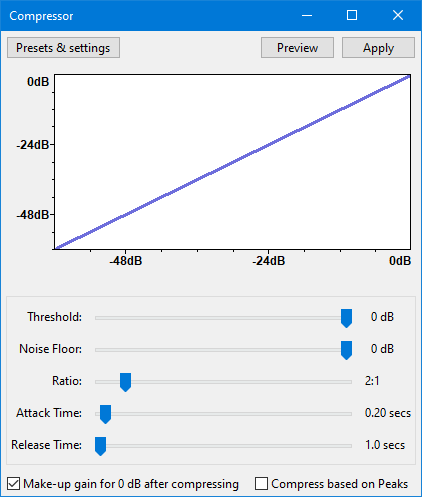 Compressor
Presets & settings Preview Apply
0dB
-24dB
-48dB
-48dB -24dB 0dB
Threshold: 0 dB
Noise Floor: 0 dB
Ratio: 2:1
Attack Time: 0.20 secs
Release Time: 1.0 secs
Make-up gain for 0 dB after compressing Compress based on Peaks